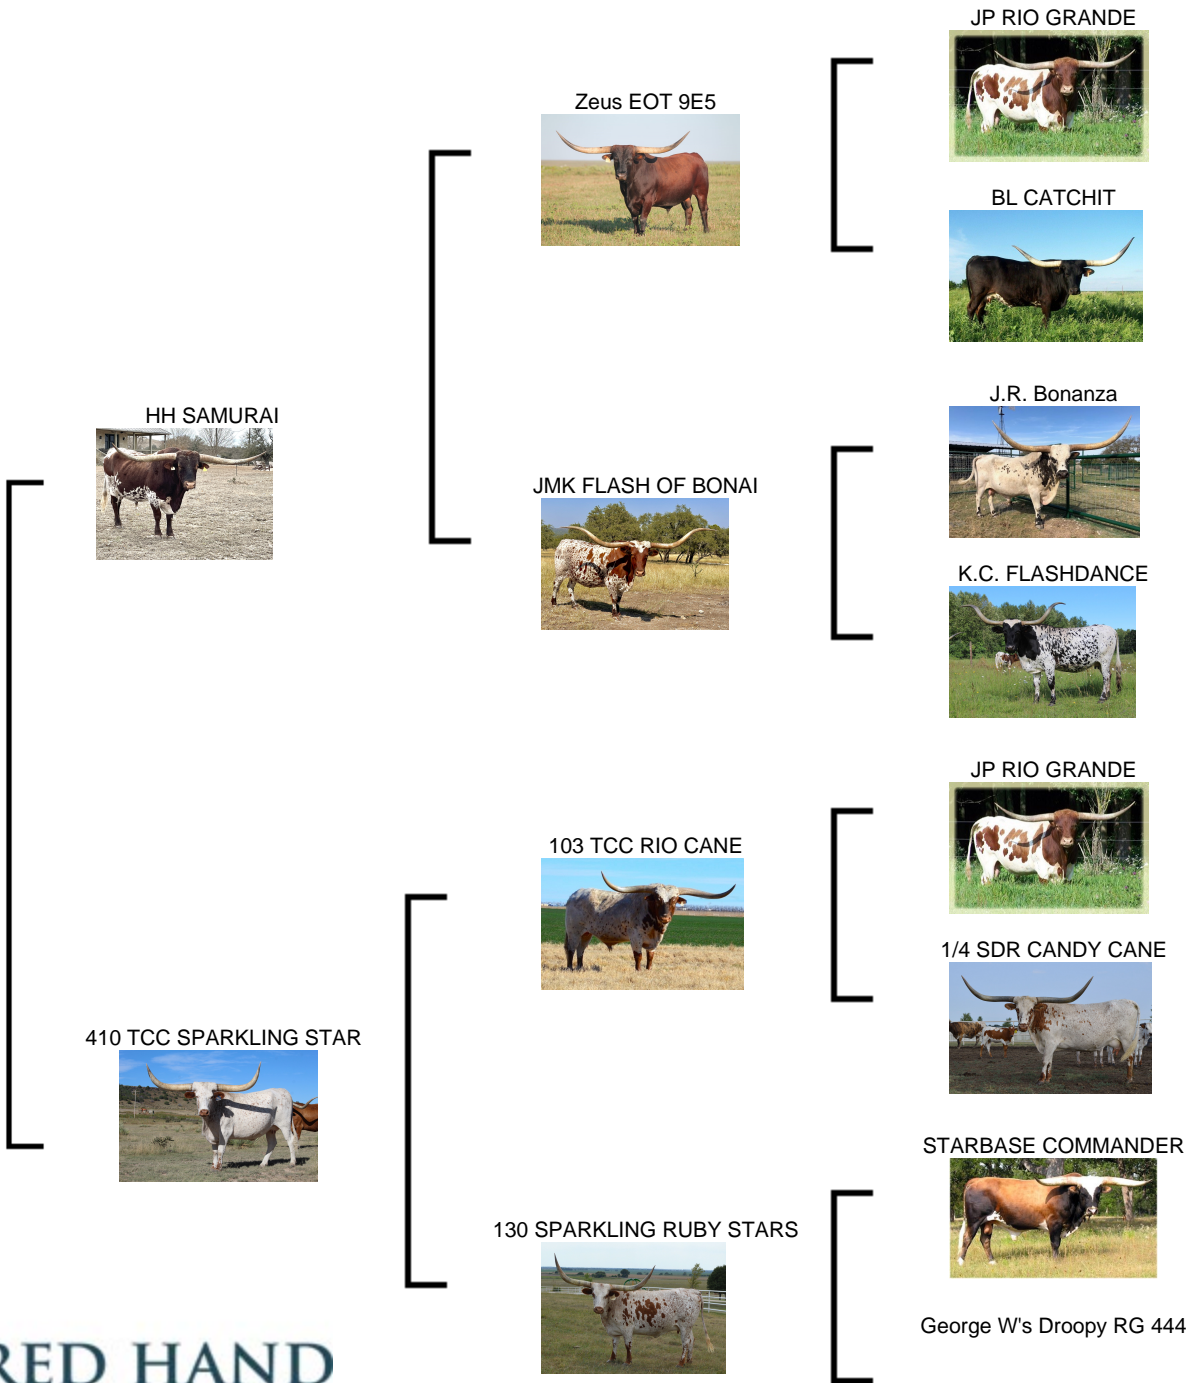 JP RIO GRANDE
Zeus EOT 9E5
BL CATCHIT
HH SAMURAI
J.R. Bonanza
JMK FLASH OF BONAI
K.C. FLASHDANCE
JP RIO GRANDE
103 TCC RIO CANE
1/4 SDR CANDY CANE
410 TCC SPARKLING STAR
STARBASE COMMANDER
130 SPARKLING RUBY STARS
George W's Droopy RG 444
RED HAND